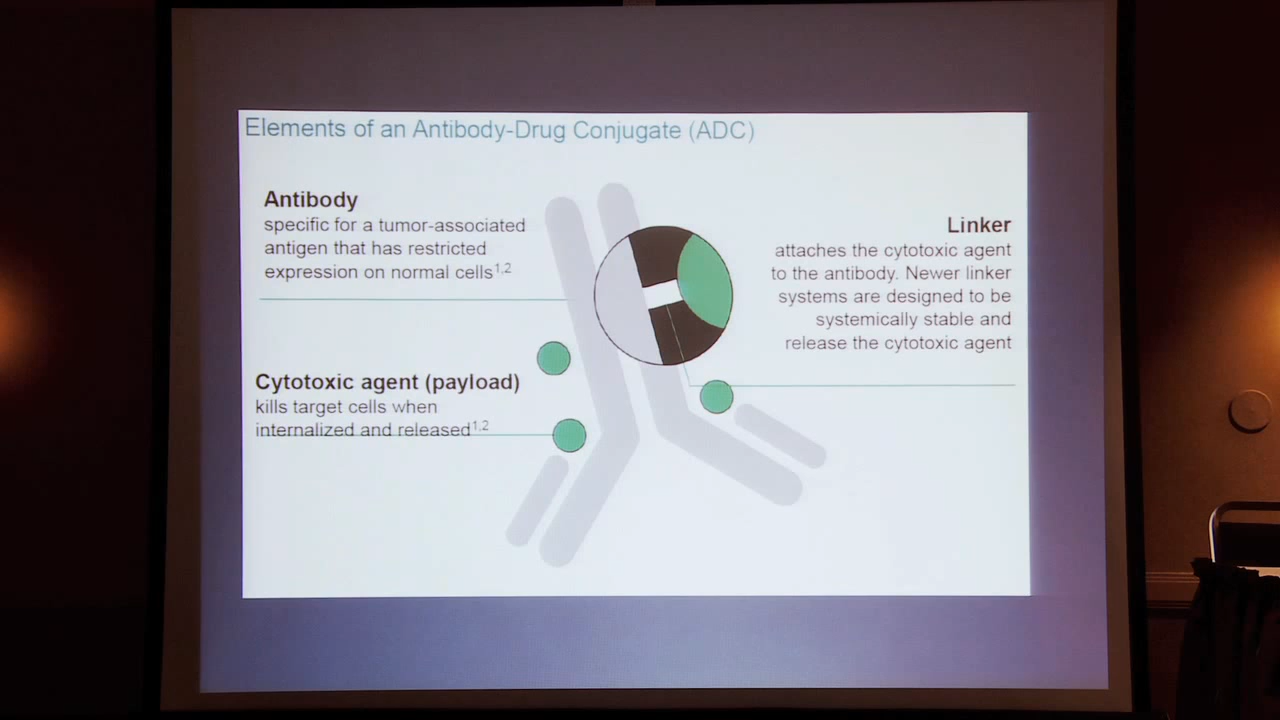 Elements of an Antibody-Drug Conjugate (ADC)
Antibody
specific for a tumor-associated
antigen that has restricted
expression on normal cells1,2
Cytotoxic agent (payload)
kills target cells when
internalized and released1,2
Linker
attaches the cytotoxic agent
to the antibody. Newer linker
systems are designed to be
systemically stable and
release the cytotoxic agent